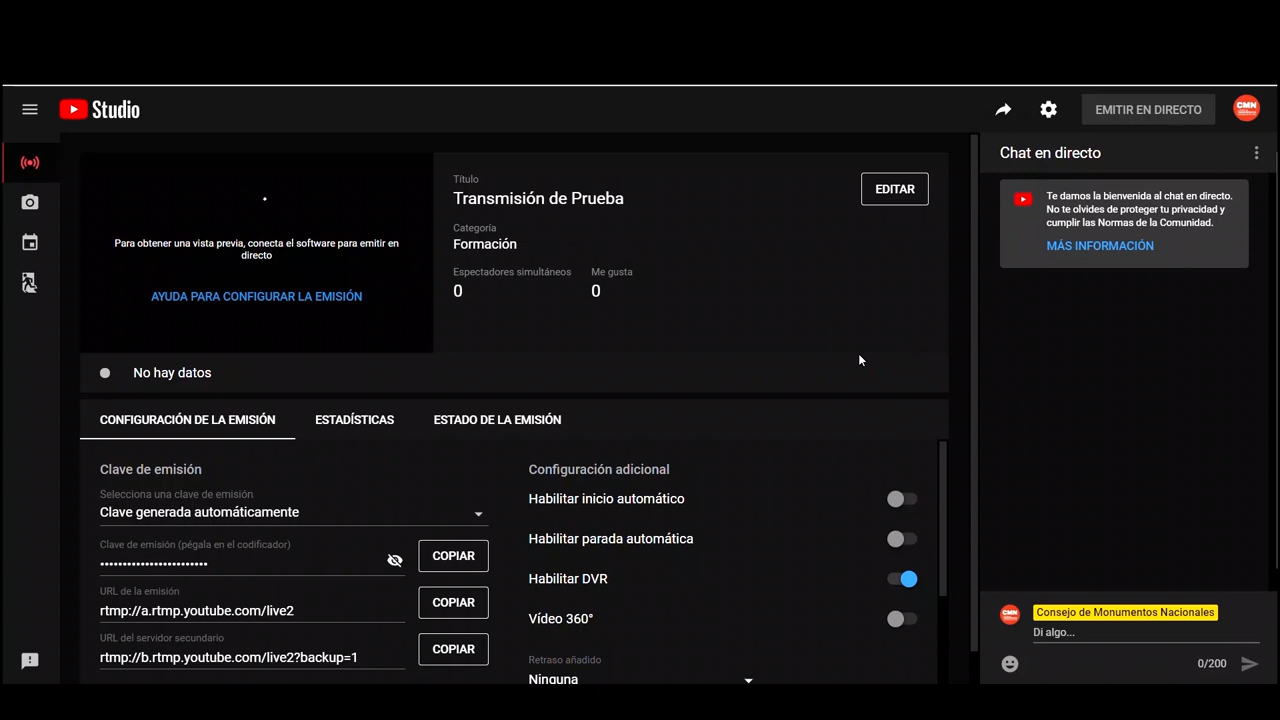 Studio
EMITIR EN DIRECTO
CMN
Para obtener una vista previa, conecta el software para emitir en
directo
AYUDA PARA CONFIGURAR LA EMISIÓN
Título
Transmisión de Prueba
EDITAR
Categoría
Formación
Espectadores simultáneos Me gusta
0 0
No hay datos
CONFIGURACIÓN DE LA EMISIÓN ESTADÍSTICAS ESTADO DE LA EMISIÓN
Clave de emisión
Selecciona una clave de emisión
Clave generada automáticamente
Clave de emisión (pégala en el codificador)
••••••••••••••••••••••••
COPIAR
URL de la emisión
rtmp://a.rtmp.youtube.com/live2
COPIAR
URL del servidor secundario
rtmp://b.rtmp.youtube.com/live2?backup=1
COPIAR
Configuración adicional
Habilitar inicio automático
Habilitar parada automática
Habilitar DVR
Vídeo 360°
Retraso añadido
Ninguna
Chat en directo
Te damos la bienvenida al chat en directo.
No te olvides de proteger tu privacidad y
cumplir las Normas de la Comunidad.
MÁS INFORMACIÓN
CMN
Consejo de Monumentos Nacionales
Di algo...
0/200